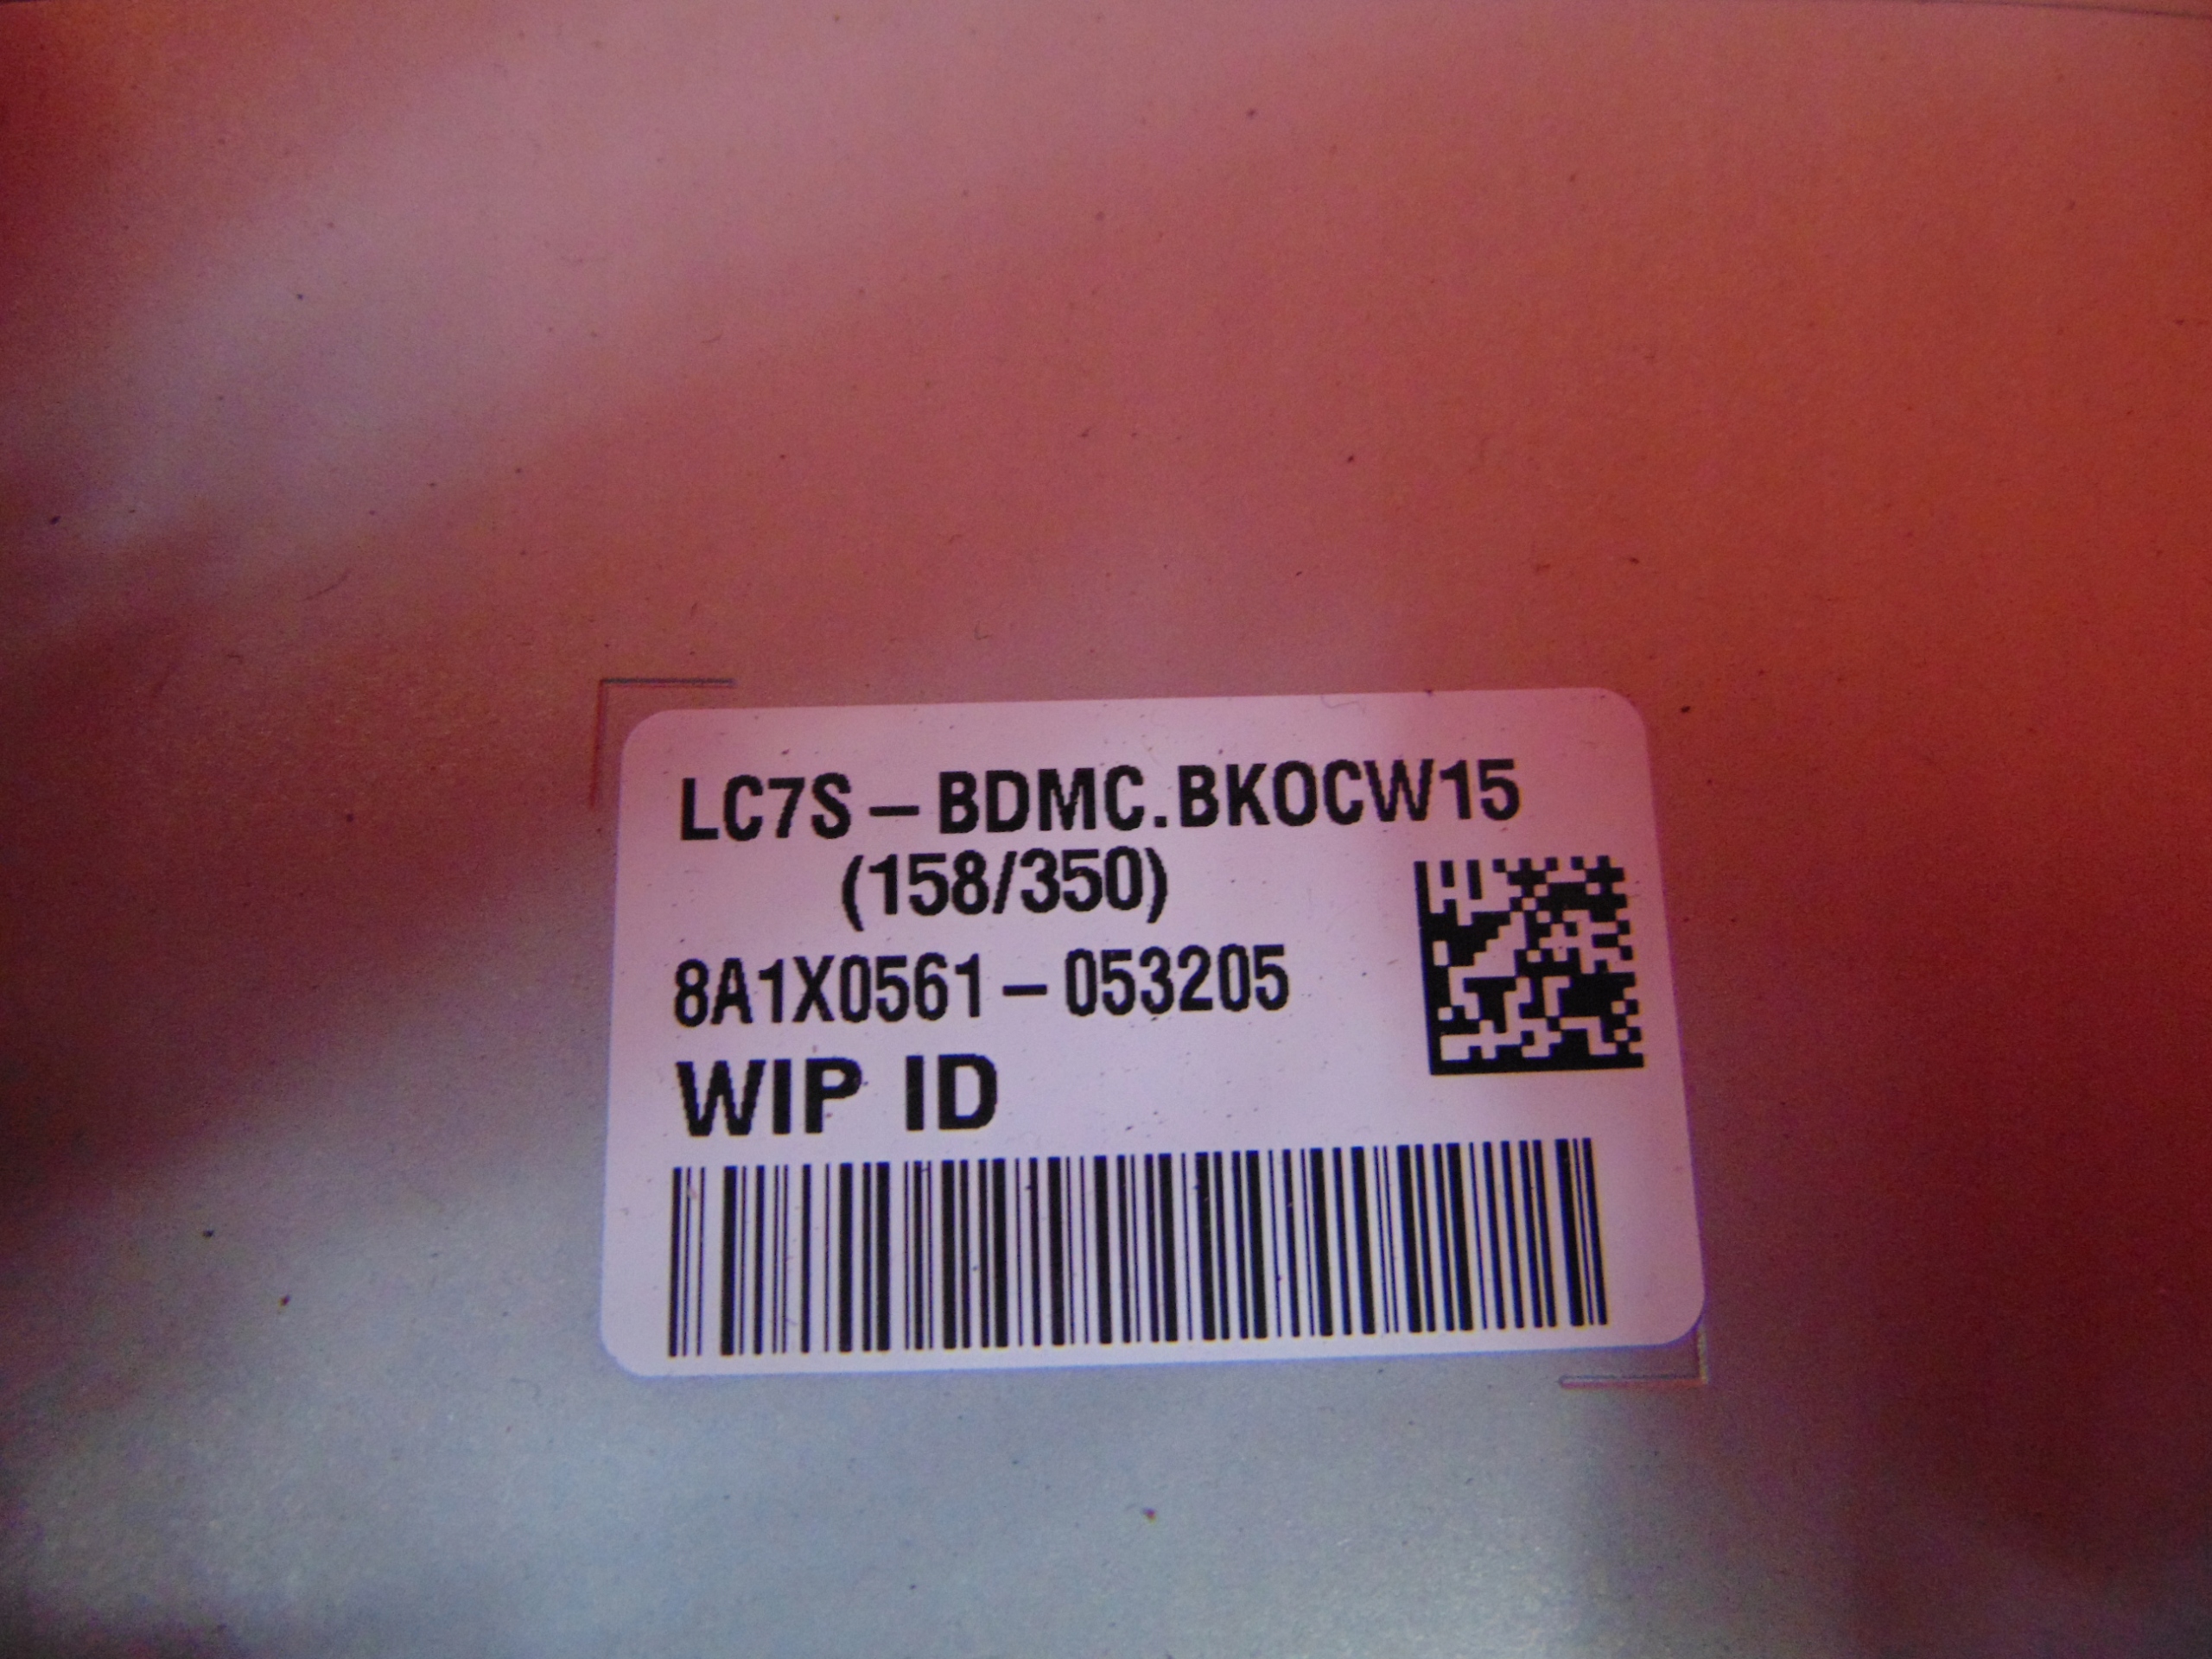 LC7S-BDMC.BKOCW15
(158/350)
8A1X0561-053205
WIP ID